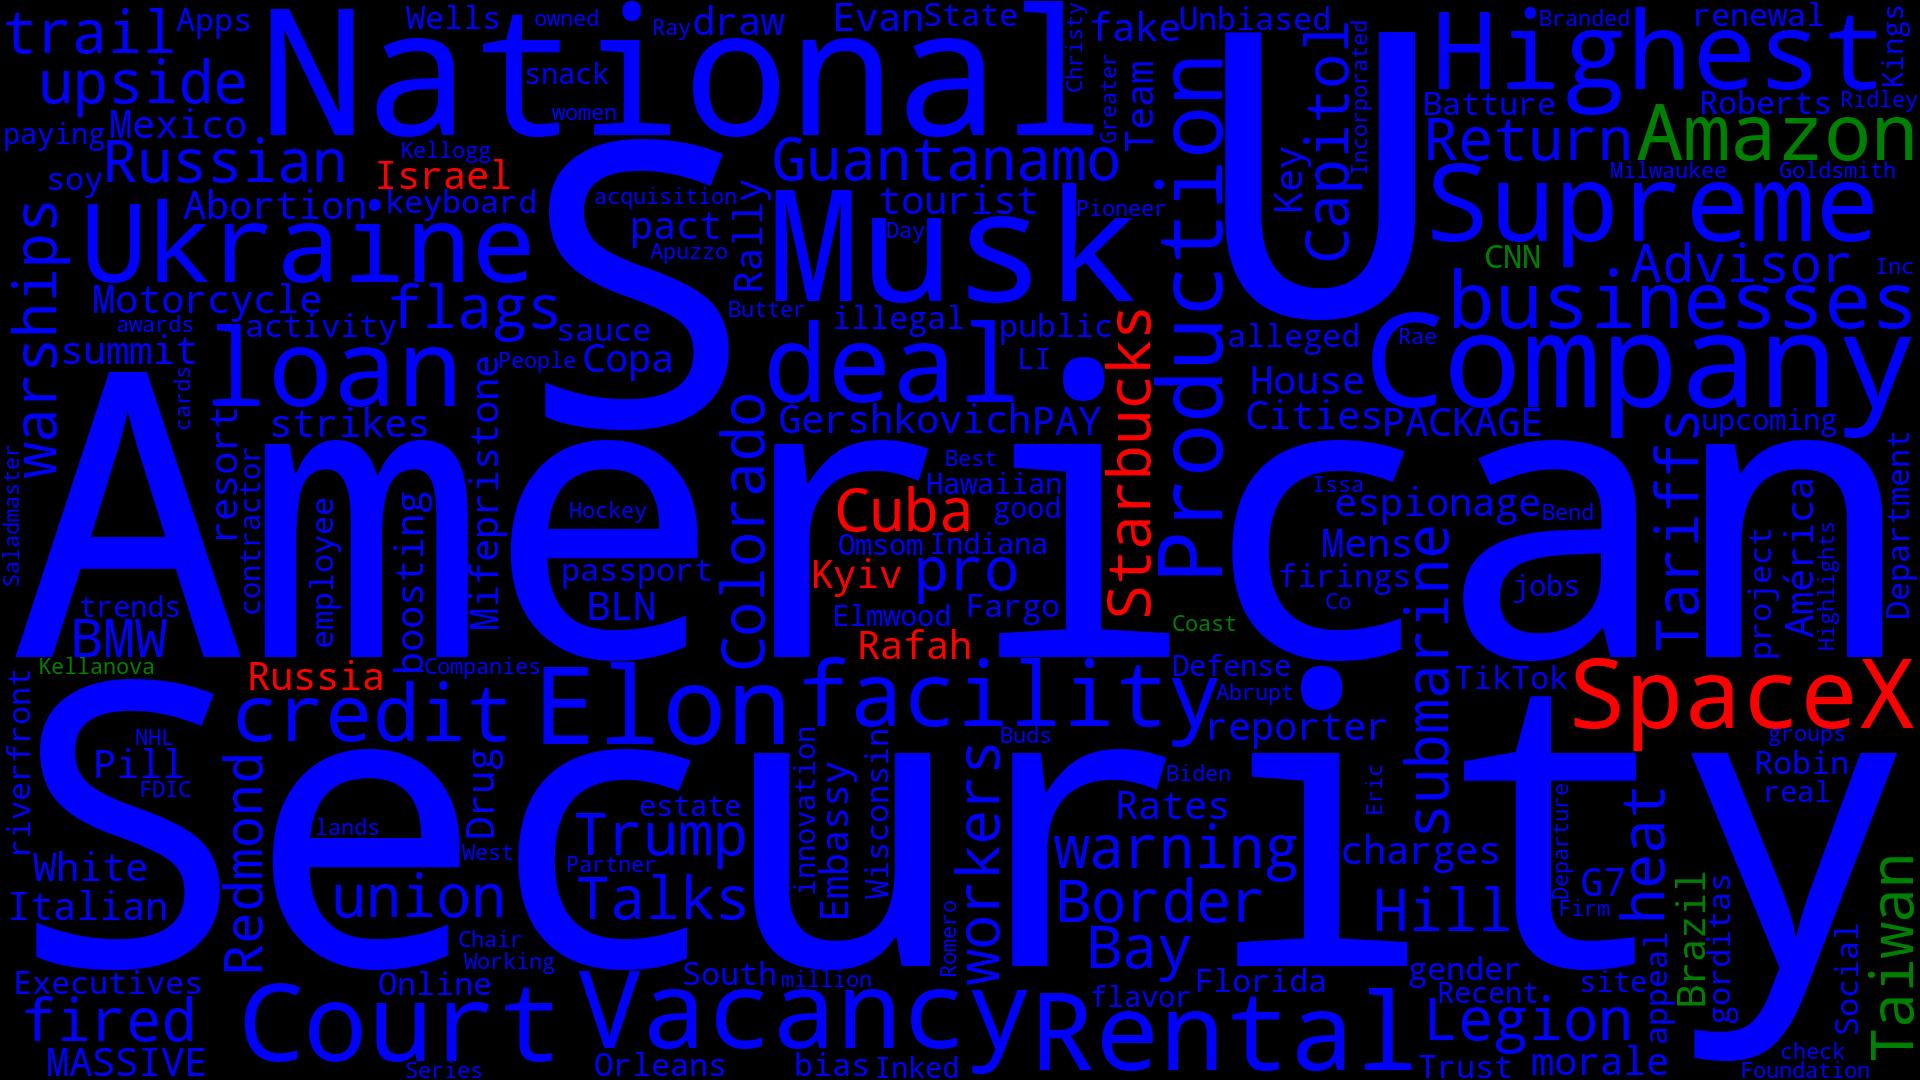 trail
Apps
National
Wells
owned
Ray
draw
Evan
State
Christy
fake
Unbiased
Highest
Branded
renewal
Kings
upside
snack
women
Greater
Team
Production
U
Capitol
Incorporated
Key
Batture
Roberts
Ridley
paying
Mexico
Return
Amazon
Russian
Kellogg
Israel
Guantanamo
Milwaukee
Goldsmith
soy
Abortion
keyboard
S
acquisition
pact
Apuzzo
Rally
Musk
tourist
Day
Pioneer
Supreme
Warships
Ukraine
CNN
Advisor
Inc
Motorcycle
flags
Butter
illegal
public
businesses
awards
activity
sauce
alleged
Rae
Company
summit
loan
People
Copa
deal.
LI
Starbucks
House
cards
resort
strikes
GershkovichPAY
Cities
PACKAGE
Tariffs
upcoming
Saladmaster
American
contractor
employee
boosting
Mifepristone
Hockey
passport
BLN
Colorado
Best
Hawaiian
Cuba
good
Omsom
Indiana
Kyiv
pro
Elmwood
Fargo
Rafah
Issa
espionage
Bend
Mens
firings
Co
jobs
submarine
project
América
Highlights
Department
trends
BMW
Coast
Kellanova
Russia
Companies
Defense
Abrupt
TikTok
SpaceX
riverfront
credit
Elon
facility
reporter
groups
Security
NHL
Pill
FDIC
Redmond
Drug
Buds
Biden
Eric
Robin
real
lands
West
estate
Trump
Partner
innovation
Embassy
Wisconsin
workers
Rates
warning
charges
Departure
heat
White
Italian
union
Talks
Romero
Border
Hill
G7
Firm
Brazil
gorditas
Taiwan
Chair
Working
Bay
appeal
Social
Executives
Online
South
million
Florida
gender
Recent
site
fired
Court
Vacancy
flavor
Rental
Legion
MASSIVE
Series
Orleans
bias
Inked
Trust
morale
check
Foundation